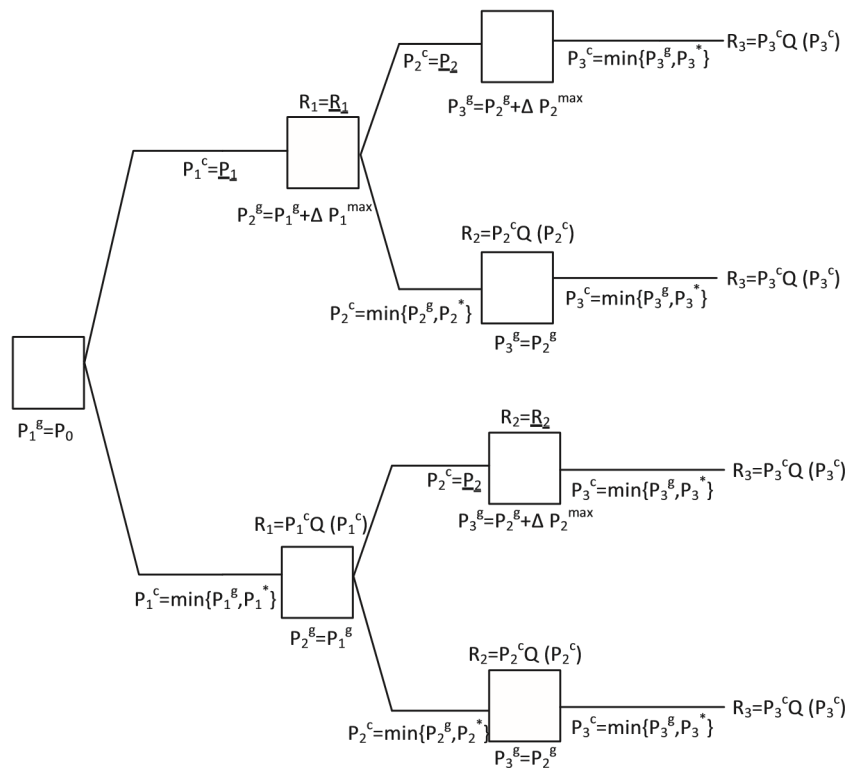 R₃=P₃ᶜQ (P₃ᶜ)
P₂ᶜ=P̲₂
P₃ᶜ=min{P₃ᵍ,P₃*}
P₃ᵍ=P₂ᵍ+Δ P₂ᵐᵃˣ
R₁=R̲₁
P₁ᶜ=P̲₁
P₂ᵍ=P₁ᵍ+Δ P₁ᵐᵃˣ
R₂=P₂ᶜQ (P₂ᶜ)
R₃=P₃ᶜQ (P₃ᶜ)
P₂ᶜ=min{P₂ᵍ,P₂*}
P₃ᶜ=min{P₃ᵍ,P₃*}
P₃ᵍ=P₂ᵍ
P₁ᵍ=P₀
R₂=R̲₂
R₃=P₃ᶜQ (P₃ᶜ)
P₂ᶜ=P̲₂
P₃ᶜ=min{P₃ᵍ,P₃*}
P₃ᵍ=P₂ᵍ+Δ P₂ᵐᵃˣ
R₁=P₁ᶜQ (P₁ᶜ)
P₁ᶜ=min{P₁ᵍ,P₁*}
P₂ᵍ=P₁ᵍ
R₂=P₂ᶜQ (P₂ᶜ)
R₃=P₃ᶜQ (P₃ᶜ)
P₂ᶜ=min{P₂ᵍ,P₂*}
P₃ᶜ=min{P₃ᵍ,P₃*}
P₃ᵍ=P₂ᵍ